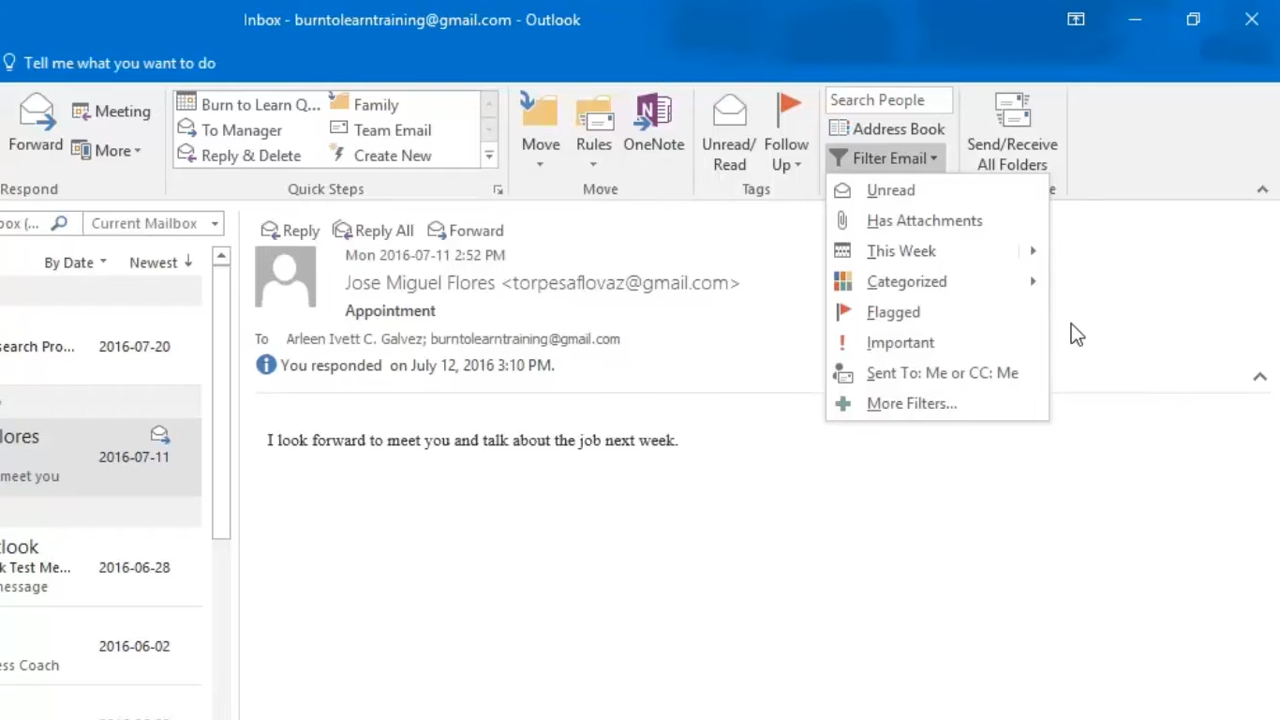 Inbox - burntolearntraining@gmail.com - Outlook
Tell me what you want to do
Forward
Meeting
More
Respond
Burn to Learn Q...
Family
To Manager
Team Email
Reply & Delete
Create New
Quick Steps
Move
Rules
OneNote
Move
Unread/
Read
Follow
Up
Tags
Search People
Address Book
Filter Email
Send/Receive
All Folders
Unread
Has Attachments
This Week
Categorized
Flagged
Important
Sent To: Me or CC: Me
More Filters...
Current Mailbox
By Date
Newest
earch Pro...
2016-07-20
lores
2016-07-11
meet you
tlook
k Test Me...
2016-06-28
nessage
2016-06-02
ess Coach
Reply
Reply All
Forward
Mon 2016-07-11 2:52 PM
Jose Miguel Flores <torpesaflovaz@gmail.com>
Appointment
To Arleen Ivett C. Galvez; burntolearntraining@gmail.com
You responded on July 12, 2016 3:10 PM.
I look forward to meet you and talk about the job next week.